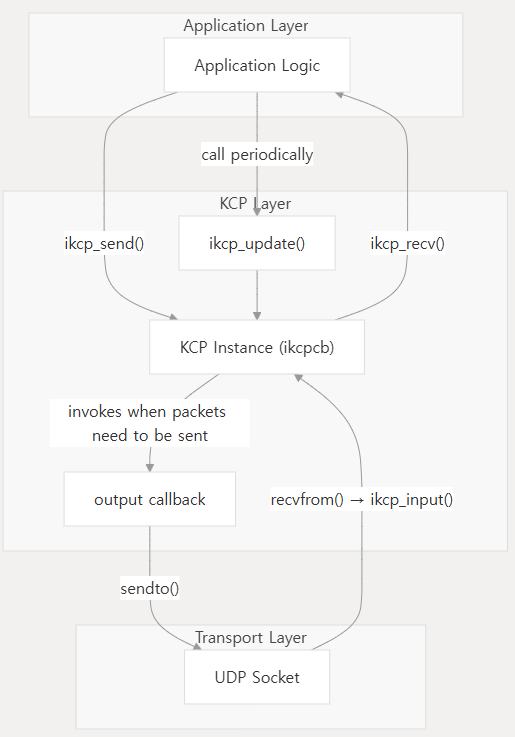 Application Layer
Application Logic
call periodically
KCP Layer
ikcp_send()
ikcp_update()
ikcp_recv()
KCP Instance (ikcpcb)
invokes when packets
need to be sent
output callback
recvfrom() → ikcp_input()
sendto()
Transport Layer
UDP Socket